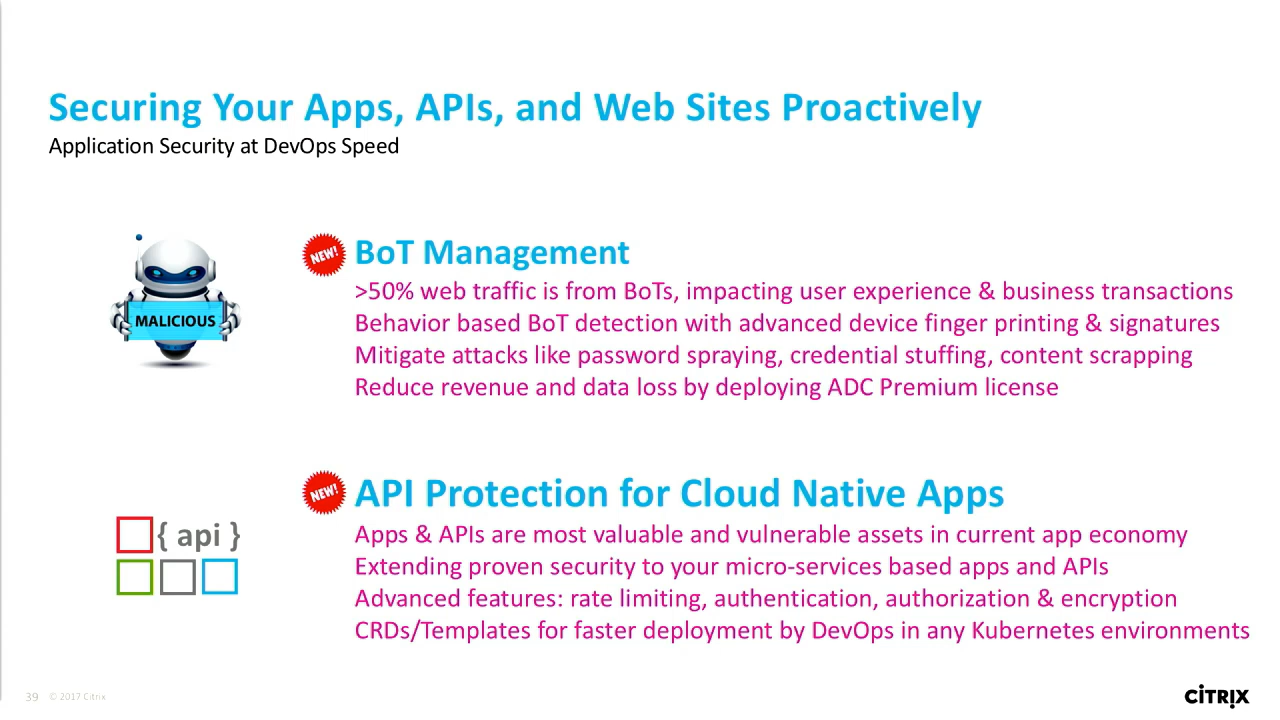 Securing Your Apps, APIs, and Web Sites Proactively
Application Security at DevOps Speed
MALICIOUS
NEW!
BoT Management
>50% web traffic is from BoTs, impacting user experience & business transactions
Behavior based BoT detection with advanced device finger printing & signatures
Mitigate attacks like password spraying, credential stuffing, content scrapping
Reduce revenue and data loss by deploying ADC Premium license
NEW!
API Protection for Cloud Native Apps
{ api }
Apps & APIs are most valuable and vulnerable assets in current app economy
Extending proven security to your micro-services based apps and APIs
Advanced features: rate limiting, authentication, authorization & encryption
CRDs/Templates for faster deployment by DevOps in any Kubernetes environments
39 © 2017 Citrix
CiTRIX